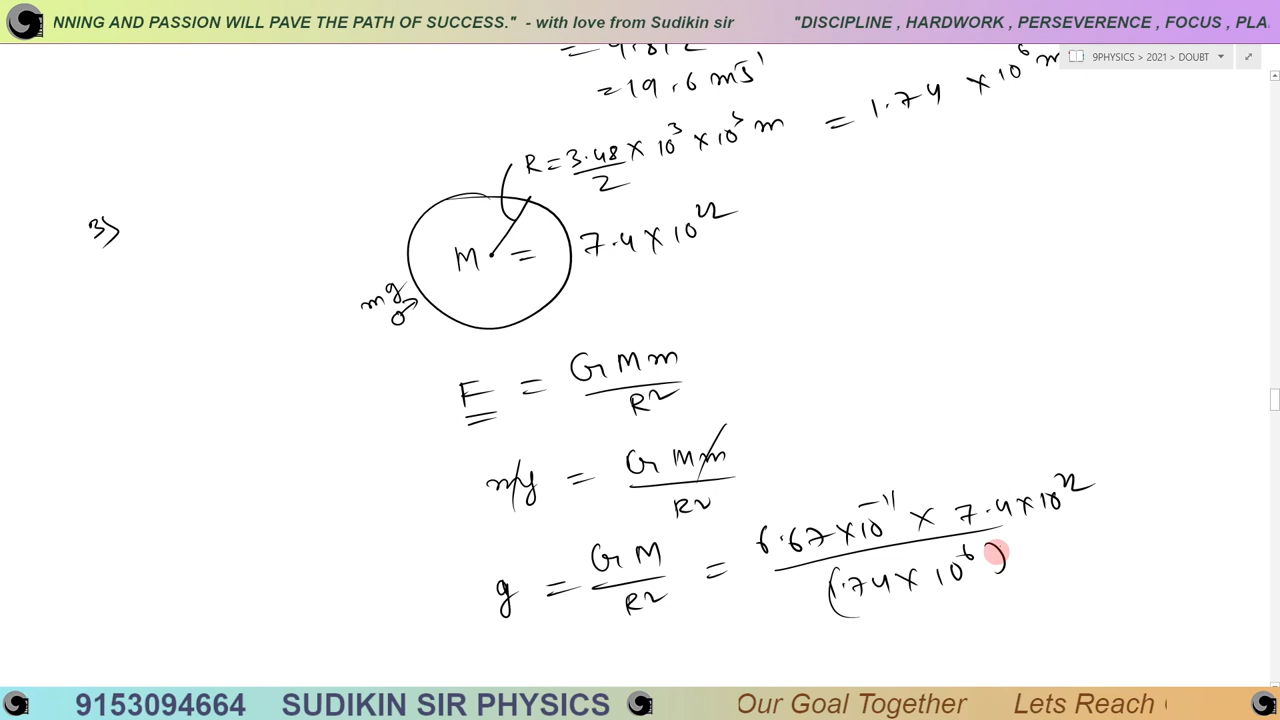 NNING AND PASSION WILL PAVE THE PATH OF SUCCESS." - with love from Sudikin sir "DISCIPLINE , HARDWORK , PERSEVERENCE , FOCUS , PLA
9PHYSICS > 2021 > DOUBT
= 9.8 . 2
= 19.6 ms⁻¹
R = 3.48/2 × 10³ × 10³ m = 1.74 × 10⁶ m
3)
M = 7.4 × 10²²
mg
F = G M m / R²
mg = G M m / R²
g = G M / R² = 6.67 × 10⁻¹¹ × 7.4 × 10²² / (1.74 × 10⁶)
9153094664 SUDIKIN SIR PHYSICS Our Goal Together Lets Reach